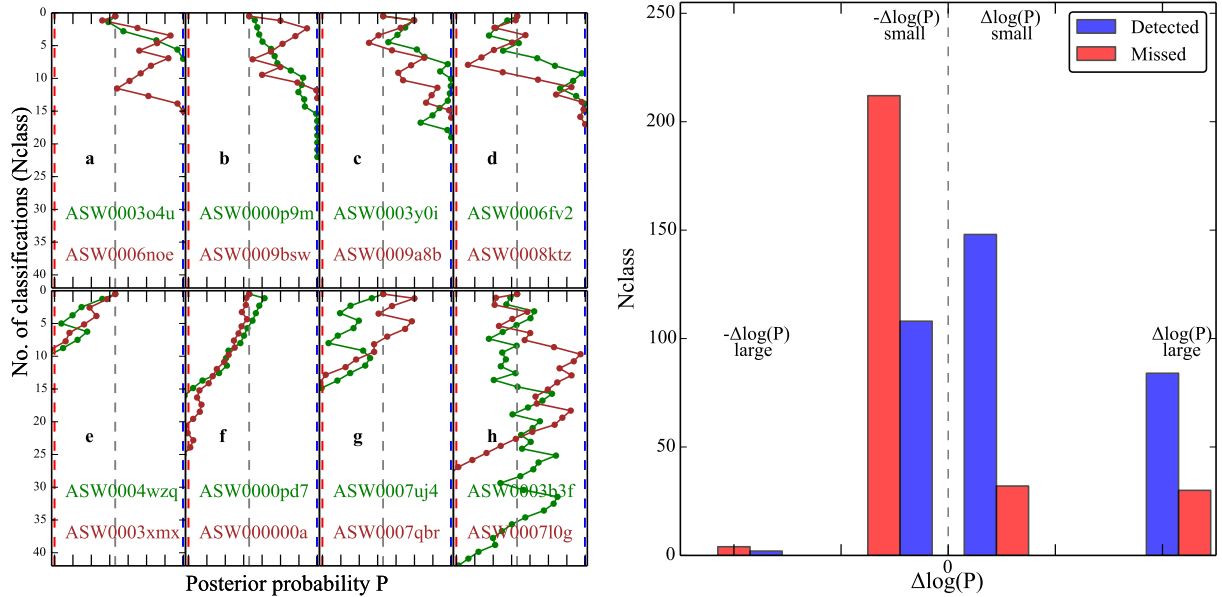 No. of classifications (Nclass)
0
5
10
15
20
25
30
35
40
a
b
c
d
ASW0003o4u
ASW0000p9m
ASW0003y0i
ASW0006fv2
ASW0006noe
ASW0009bsw
ASW0009a8b
ASW0008ktz
0
5
10
15
20
25
30
35
40
e
f
g
h
ASW0004wzq
ASW0000pd7
ASW0007uj4
ASW0003b3f
ASW0003xmx
ASW000000a
ASW0007qbr
ASW0007l0g
Posterior probability P
Nclass
250
200
150
100
50
0
-Δlog(P)
small
Δlog(P)
small
Detected
Missed
-Δlog(P)
large
Δlog(P)
large
0
Δlog(P)